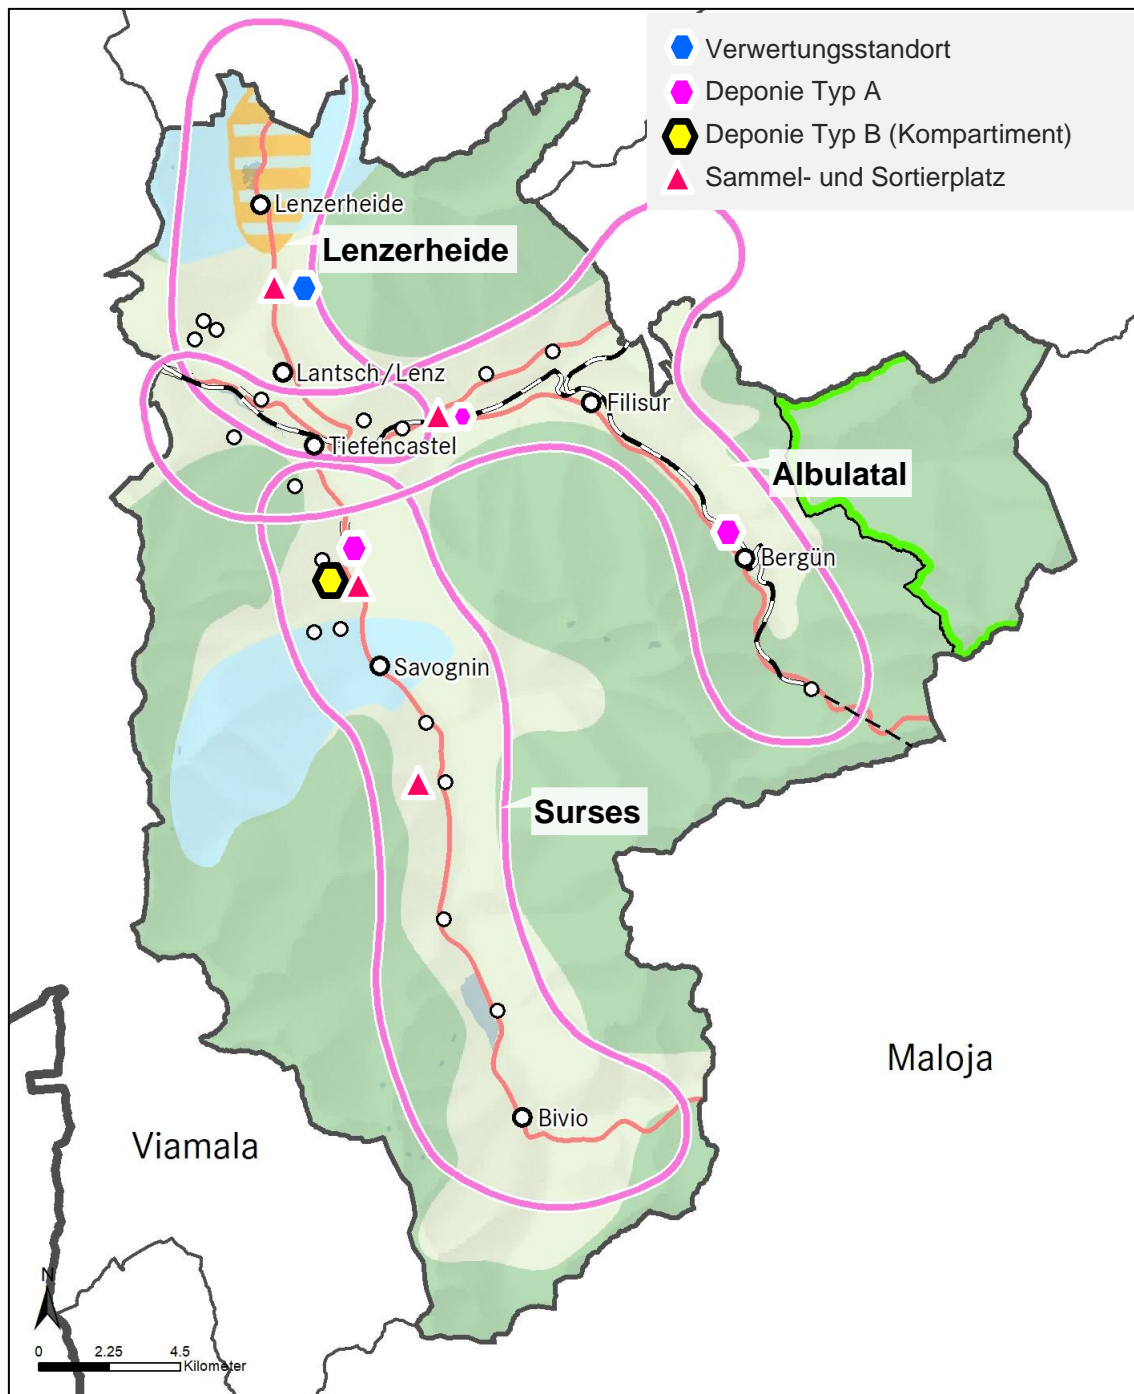 Verwertungsstandort
Deponie Typ A
Deponie Typ B (Kompartiment)
Sammel- und Sortierplatz
Lenzerheide
Lenzerheide
Lantsch/Lenz
Filisur
Tiefencastel
Albulatal
Bergün
Savognin
Surses
Maloja
Bivio
Viamala
N
0 2.25 4.5
Kilometer